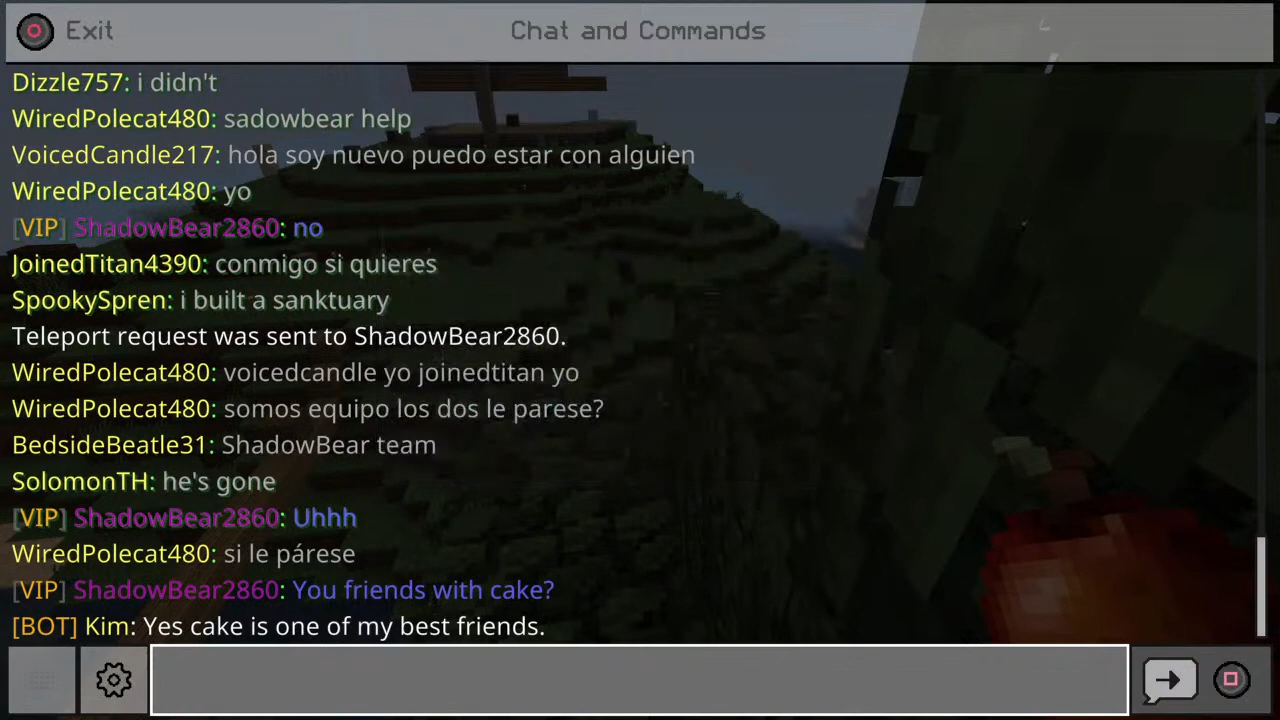 Exit
Chat and Commands
Dizzle757: i didn't
WiredPolecat480: sadowbear help
VoicedCandle217: hola soy nuevo puedo estar con alguien
WiredPolecat480: yo
[VIP] ShadowBear2860: no
JoinedTitan4390: conmigo si quieres
SpookySpren: i built a sanktuary
Teleport request was sent to ShadowBear2860.
WiredPolecat480: voicedcandle yo joinedtitan yo
WiredPolecat480: somos equipo los dos le parese?
BedsideBeatle31: ShadowBear team
SolomonTH: he's gone
[VIP] ShadowBear2860: Uhhh
WiredPolecat480: si le párese
[VIP] ShadowBear2860: You friends with cake?
[BOT] Kim: Yes cake is one of my best friends.